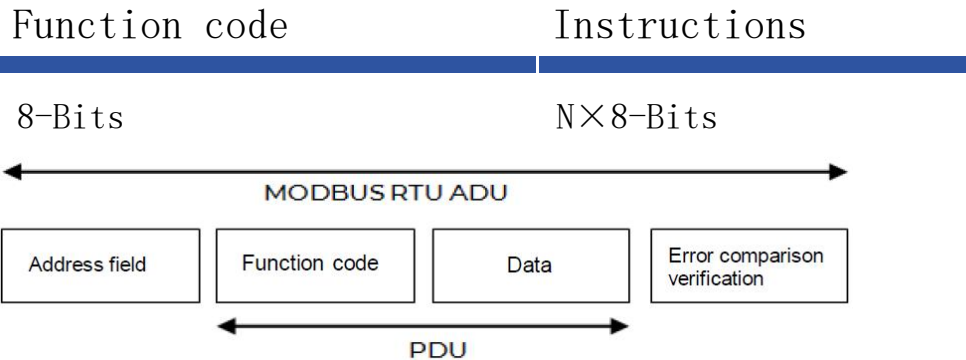 Function code Instructions
8-Bits N×8-Bits
MODBUS RTU ADU
Address field Function code Data Error comparison
verification
PDU